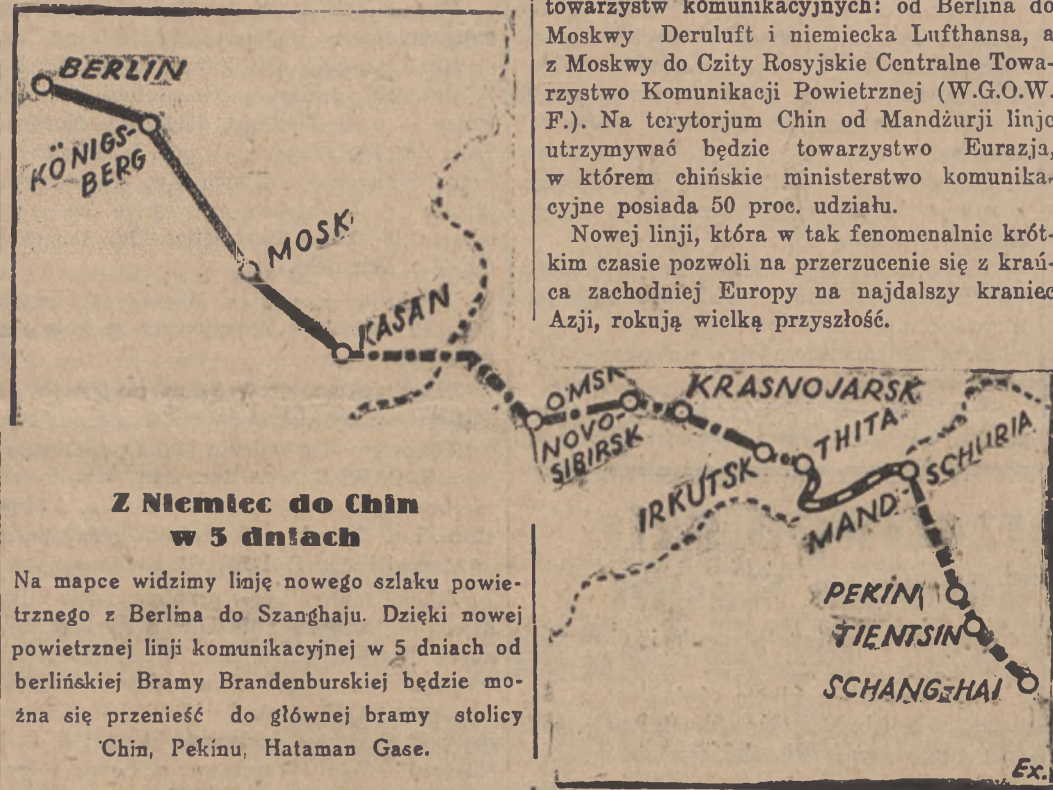 towarzystw komunikacyjnych: od Berlina do
Moskwy Deruluft i niemiecka Lufthansa, a
z Moskwy do Czity Rosyjskie Centralne Towa-
rzystwo Komunikacji Powietrznej (W.G.O.W.
F.). Na terytorjum Chin od Mandżurji linje
utrzymywać będzie towarzystwo Eurazja,
w którem chińskie ministerstwo komunika-
cyjne posiada 50 proc. udziału.
Nowej linji, która w tak fenomenalnie krót-
kim czasie pozwoli na przerzucenie się z krań-
ca zachodniej Europy na najdalszy kraniec
Azji, rokują wielką przyszłość.
BERLIN
KÖNIGS-
BERG
MOSK
KASAN
OMSK
NOVO-
SIBIRSK
KRASNOJARSK
IRKUTSK
THITA
MAND-
SCHURIA
PEKIN
TIENTSIN
SCHANG-HAI
Ex.
Z Niemiec do Chin
w 5 dniach
Na mapce widzimy linję nowego szlaku powie-
trznego z Berlina do Szanghaju. Dzięki nowej
powietrznej linji komunikacyjnej w 5 dniach od
berlińskiej Bramy Brandenburskiej będzie mo-
żna się przenieść do głównej bramy stolicy
Chin, Pekinu, Hataman Gase.